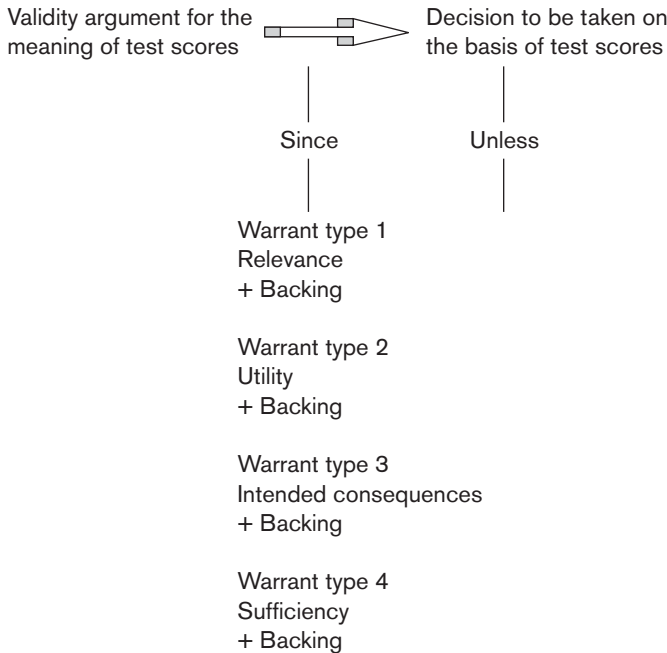 Validity argument for the
meaning of test scores
Decision to be taken on
the basis of test scores
Since
Unless
Warrant type 1
Relevance
+ Backing
Warrant type 2
Utility
+ Backing
Warrant type 3
Intended consequences
+ Backing
Warrant type 4
Sufficiency
+ Backing